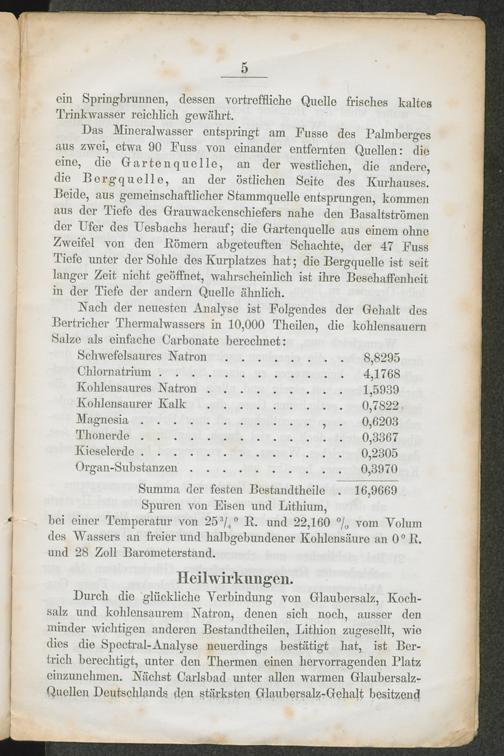 5
ein Springbrunnen, dessen vortreffliche Quelle frisches kaltes
Trinkwasser reichlich gewährt.
Das Mineralwasser entspringt am Fusse des Palmberges
aus zwei, etwa 90 Fuss von einander entfernten Quellen: die
eine, die Gartenquelle, an der westlichen, die andere,
die Bergquelle, an der östlichen Seite des Kurhauses.
Beide, aus gemeinschaftlicher Stammquelle entsprungen, kommen
aus der Tiefe des Grauwackenschiefers nahe den Basaltströmen
der Ufer des Uesbachs herauf; die Gartenquelle aus einem ohne
Zweifel von den Römern abgeteuften Schachte, der 47 Fuss
Tiefe unter der Sohle des Kurplatzes hat; die Bergquelle ist seit
langer Zeit nicht geöffnet, wahrscheinlich ist ihre Beschaffenheit
in der Tiefe der andern Quelle ähnlich.
Nach der neuesten Analyse ist Folgendes der Gehalt des
Bertricher Thermalwassers in 10,000 Theilen, die kohlensauern
Salze als einfache Carbonate berechnet:
Schwefelsaures Natron . . . . . . . . 8,8295
Chlornatrium . . . . . . . . . . . 4,1768
Kohlensaures Natron . . . . . . . . . 1,5939
Kohlensaurer Kalk . . . . . . . . . 0,7822
Magnesia . . . . . . . . . . . , . 0,6203
Thonerde . . . . . . . . . . . . 0,3367
Kieselerde . . . . . . . . . . . . 0,2305
Organ-Substanzen . . . . . . . . . . 0,3970
Summa der festen Bestandtheile . 16,9669
Spuren von Eisen und Lithium,
bei einer Temperatur von 25³/₄° R. und 22,160 % vom Volum
des Wassers an freier und halbgebundener Kohlensäure an 0° R.
und 28 Zoll Barometerstand.
Heilwirkungen.
Durch die glückliche Verbindung von Glaubersalz, Koch-
salz und kohlensaurem Natron, denen sich noch, ausser den
minder wichtigen anderen Bestandtheilen, Lithion zugesellt, wie
dies die Spectral-Analyse neuerdings bestätigt hat, ist Ber-
trich berechtigt, unter den Thermen einen hervorragenden Platz
einzunehmen. Nächst Carlsbad unter allen warmen Glaubersalz-
Quellen Deutschlands den stärksten Glaubersalz-Gehalt besitzend